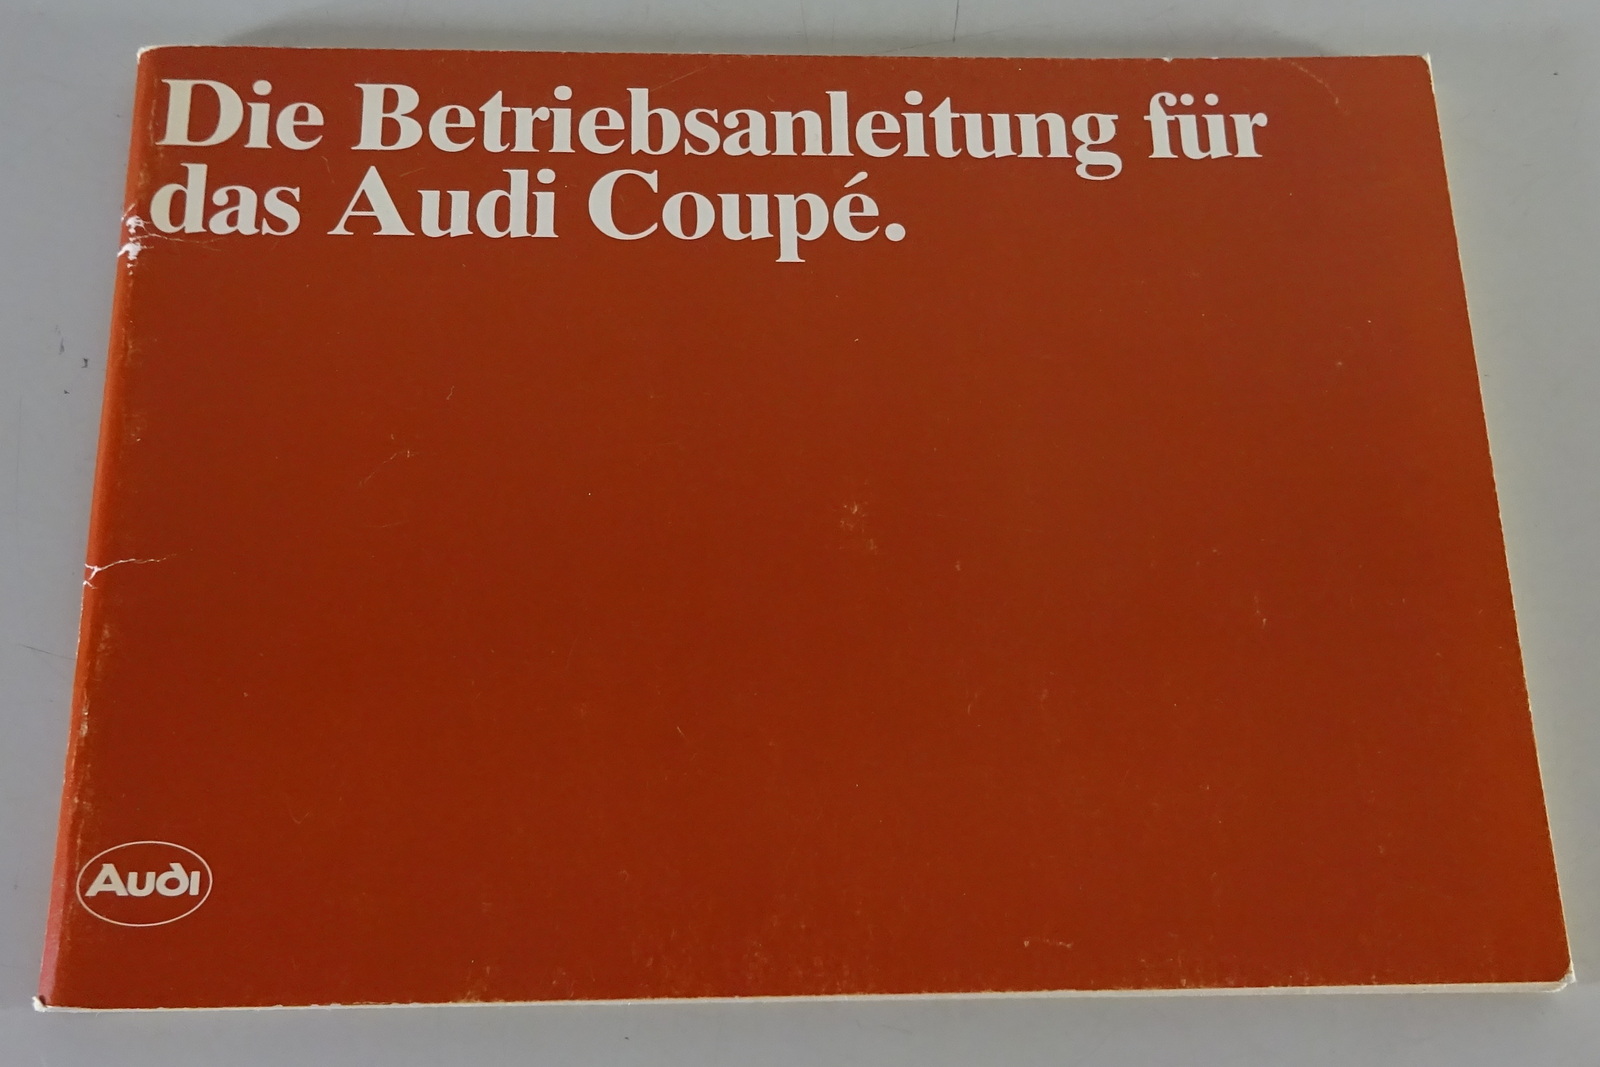 Die Betriebsanleitung für
das Audi Coupé.
Audi